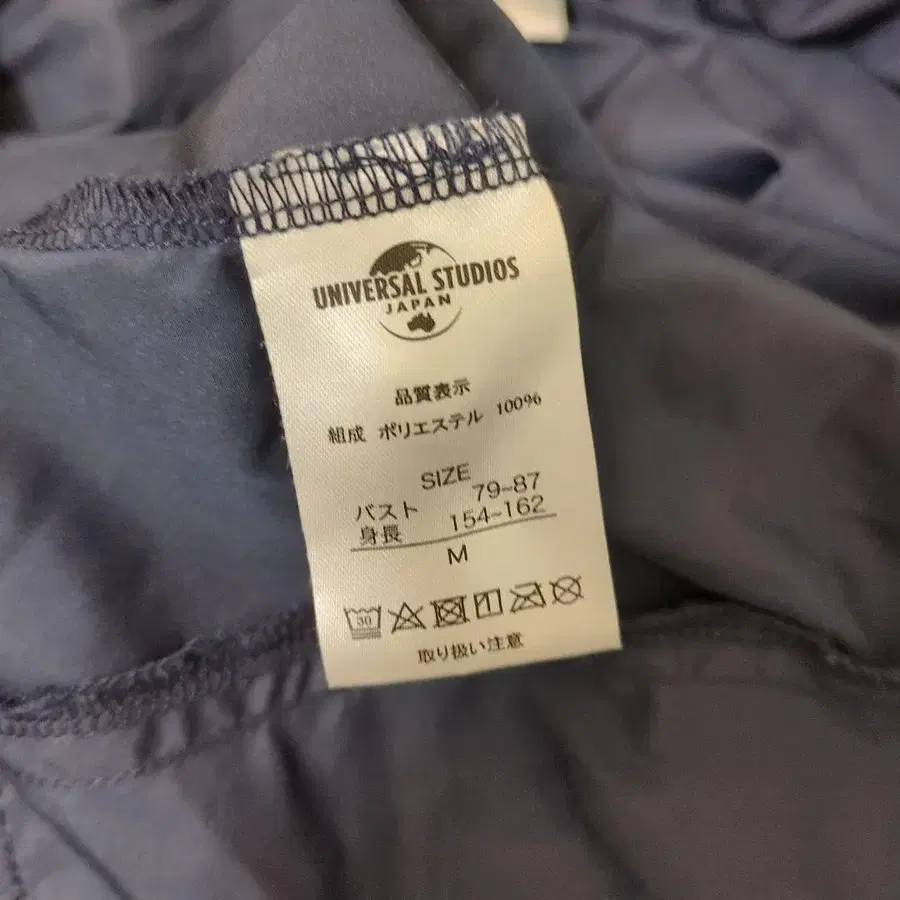 UNIVERSAL STUDIOS
JAPAN
品質表示
組成 ポリエステル 100%
SIZE
バスト 79~87
身長 154~162
M
30
取り扱い注意